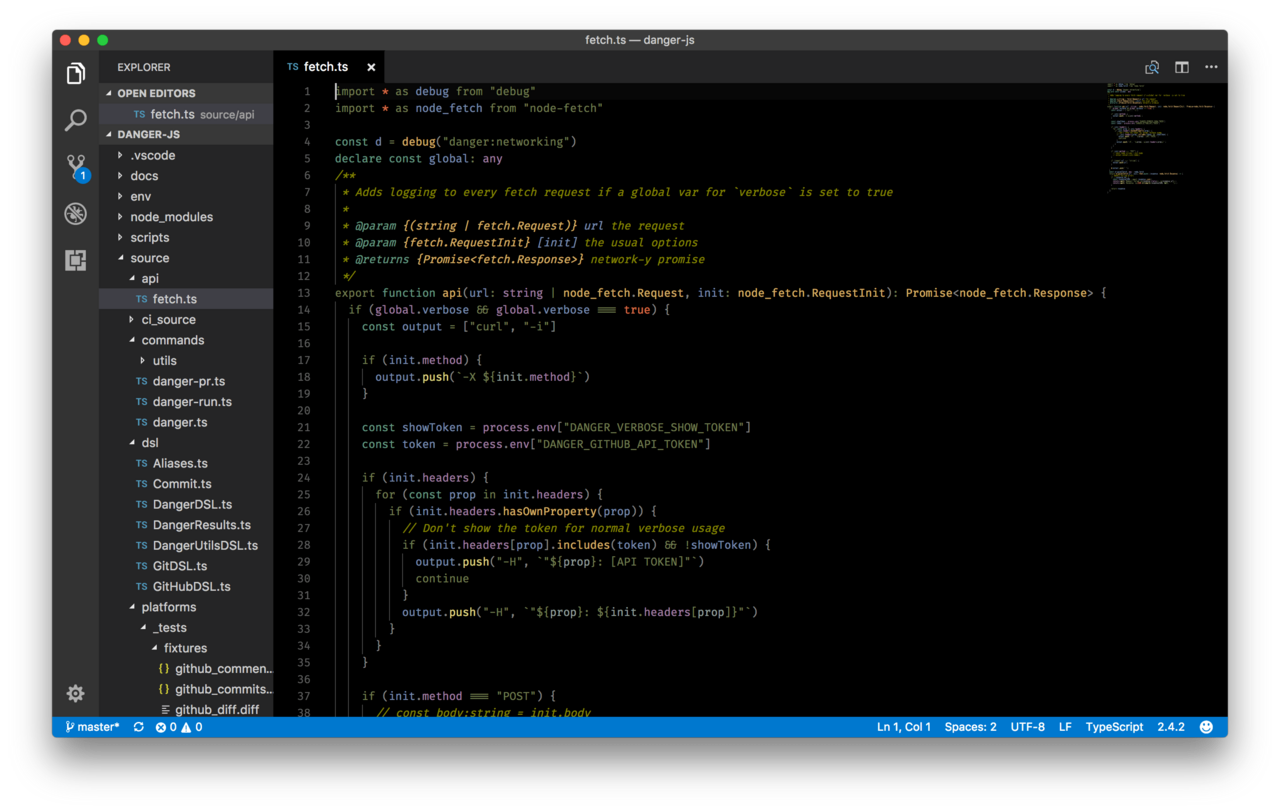 fetch.ts — danger-js
EXPLORER
OPEN EDITORS
TS fetch.ts source/api
DANGER-JS
.vscode
docs
env
node_modules
scripts
source
api
TS fetch.ts
ci_source
commands
utils
TS danger-pr.ts
TS danger-run.ts
TS danger.ts
dsl
TS Aliases.ts
TS Commit.ts
TS DangerDSL.ts
TS DangerResults.ts
TS DangerUtilsDSL.ts
TS GitDSL.ts
TS GitHubDSL.ts
platforms
_tests
fixtures
{} github_commen...
{} github_commits...
github_diff.diff
1
TS fetch.ts ×
1 import * as debug from "debug"
2 import * as node_fetch from "node-fetch"
3
4 const d = debug("danger:networking")
5 declare const global: any
6 /**
7  * Adds logging to every fetch request if a global var for `verbose` is set to true
8  *
9  * @param {(string | fetch.Request)} url the request
10  * @param {fetch.RequestInit} [init] the usual options
11  * @returns {Promise<fetch.Response>} network-y promise
12  */
13 export function api(url: string | node_fetch.Request, init: node_fetch.RequestInit): Promise<node_fetch.Response> {
14   if (global.verbose && global.verbose === true) {
15     const output = ["curl", "-i"]
16
17     if (init.method) {
18       output.push(`-X ${init.method}`)
19     }
20
21     const showToken = process.env["DANGER_VERBOSE_SHOW_TOKEN"]
22     const token = process.env["DANGER_GITHUB_API_TOKEN"]
23
24     if (init.headers) {
25       for (const prop in init.headers) {
26         if (init.headers.hasOwnProperty(prop)) {
27           // Don't show the token for normal verbose usage
28           if (init.headers[prop].includes(token) && !showToken) {
29             output.push("-H", `"${prop}: [API TOKEN]"`)
30             continue
31           }
32           output.push("-H", `"${prop}: ${init.headers[prop]}"`)
33         }
34       }
35     }
36
37     if (init.method === "POST") {
38       // const body:string = init.body
master* 0 0
Ln 1, Col 1 Spaces: 2 UTF-8 LF TypeScript 2.4.2